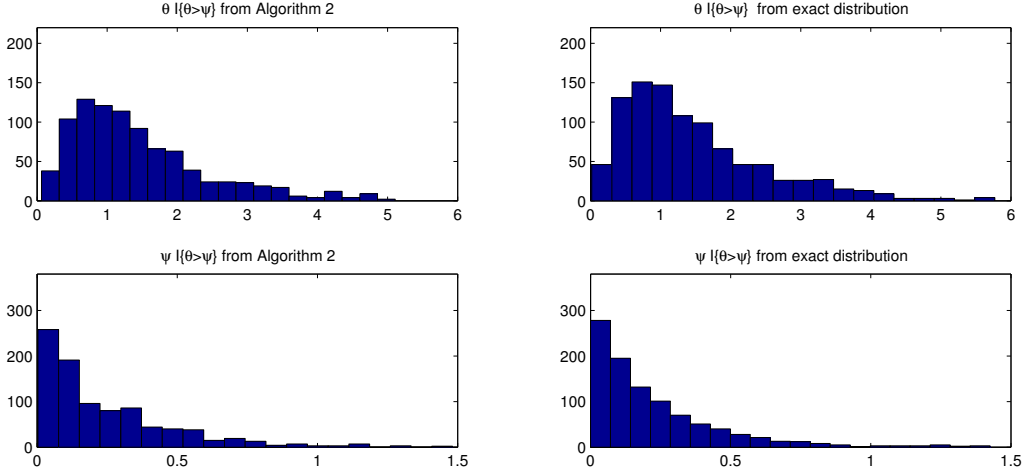 θ I{θ>ψ} from Algorithm 2
200
150
100
50
0
0 1 2 3 4 5 6
θ I{θ>ψ} from exact distribution
200
150
100
50
0
0 1 2 3 4 5 6
ψ I{θ>ψ} from Algorithm 2
300
200
100
0
0 0.5 1 1.5
ψ I{θ>ψ} from exact distribution
300
200
100
0
0 0.5 1 1.5